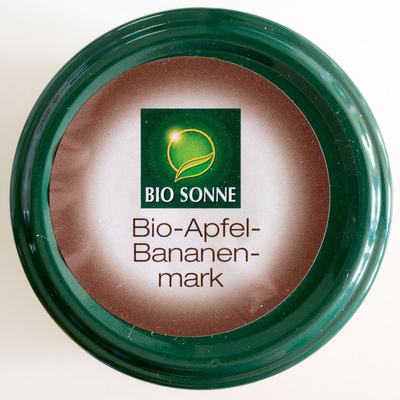 BIO SONNE
Bio-Apfel-
Bananen-
mark